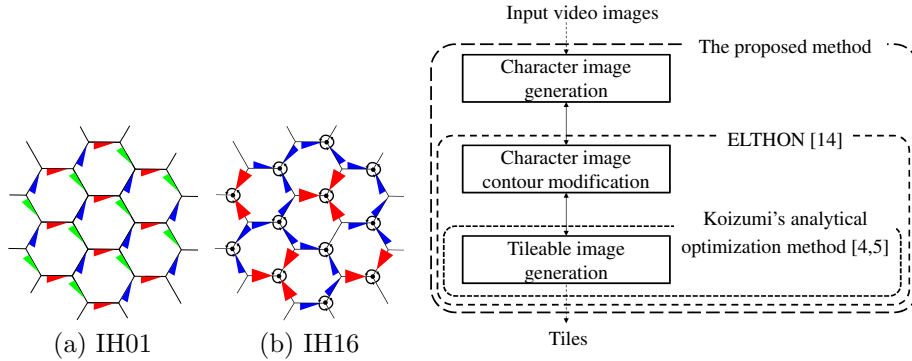 (a) IH01
(b) IH16
Input video images
The proposed method
Character image
generation
ELTHON [14]
Character image
contour modification
Koizumi's analytical
optimization method [4,5]
Tileable image
generation
Tiles